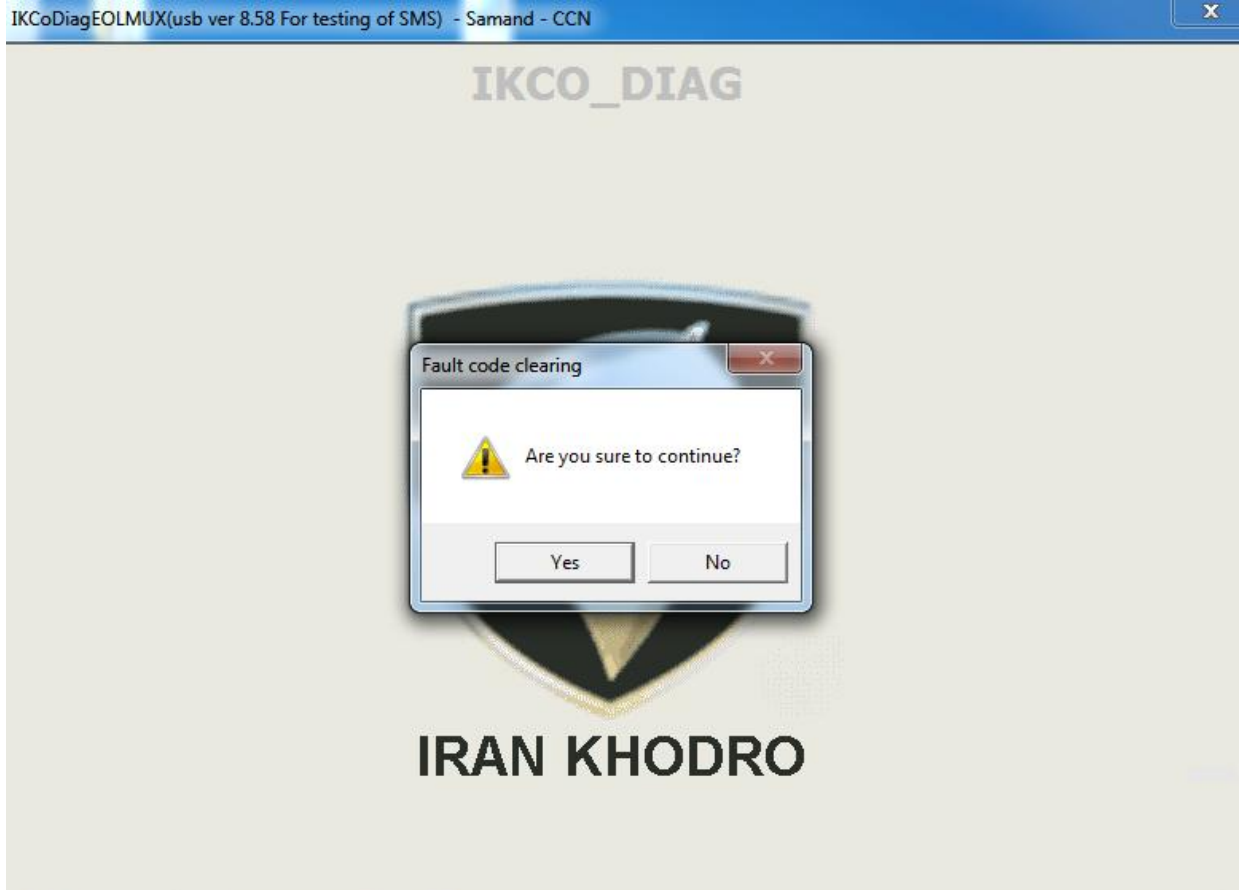 IKCoDiagEOLMUX(usb ver 8.58 For testing of SMS)  - Samand - CCN
IKCO_DIAG
Fault code clearing
Are you sure to continue?
Yes
No
IRAN KHODRO